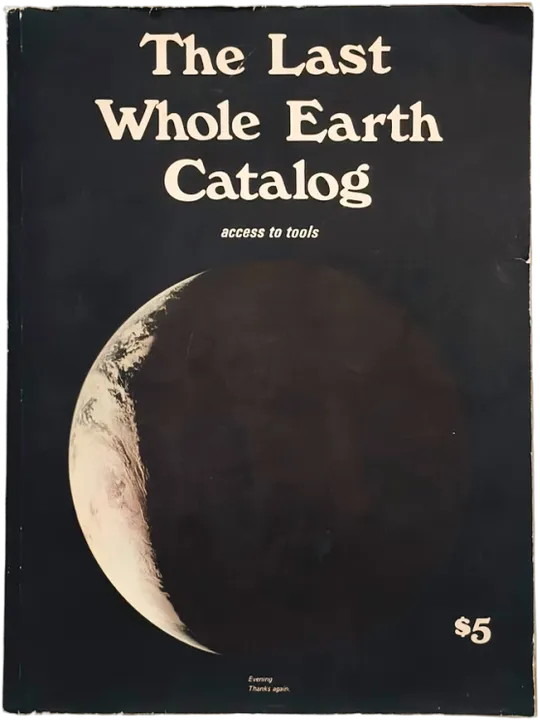 The Last
Whole Earth
Catalog
access to tools
$5
Evening
Thanks again.